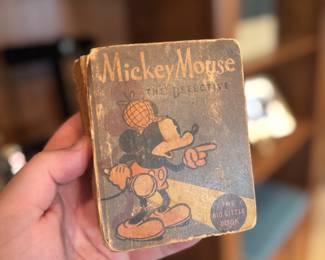 Mickey Mouse
THE DETECTIVE
THE
BIG LITTLE
BOOK